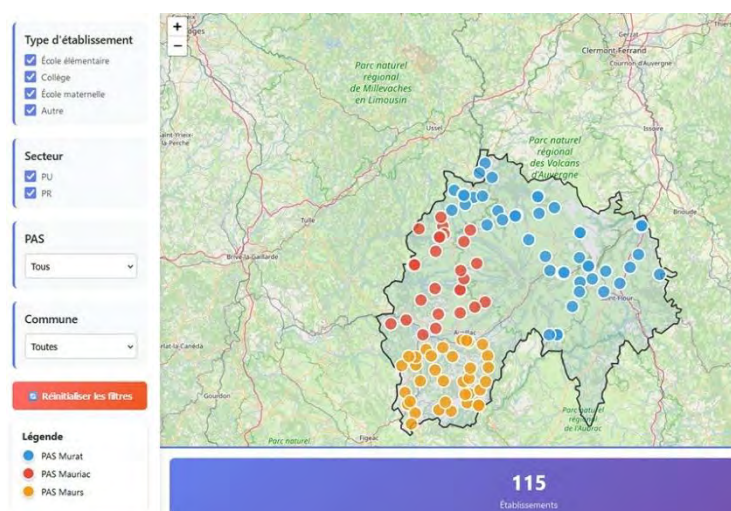 Type d'établissement
École élémentaire
Collège
École maternelle
Autre
Secteur
PU
PR
PAS
Tous
Commune
Toutes
Réinitialiser les filtres
Légende
PAS Murat
PAS Mauriac
PAS Maurs
+
−
Parc naturel
régional
de Millevaches
en Limousin
Gerzat
Clermont-Ferrand
Cournon-d'Auvergne
Ussel
Issoire
Parc naturel
régional
des Volcans
d'Auvergne
Tulle
Brioude
Brive-la-Gaillarde
Saint-Flour
Gourdon
Figeac
Parc naturel
Parc naturel
régional
de l'Aubrac
115
Établissements